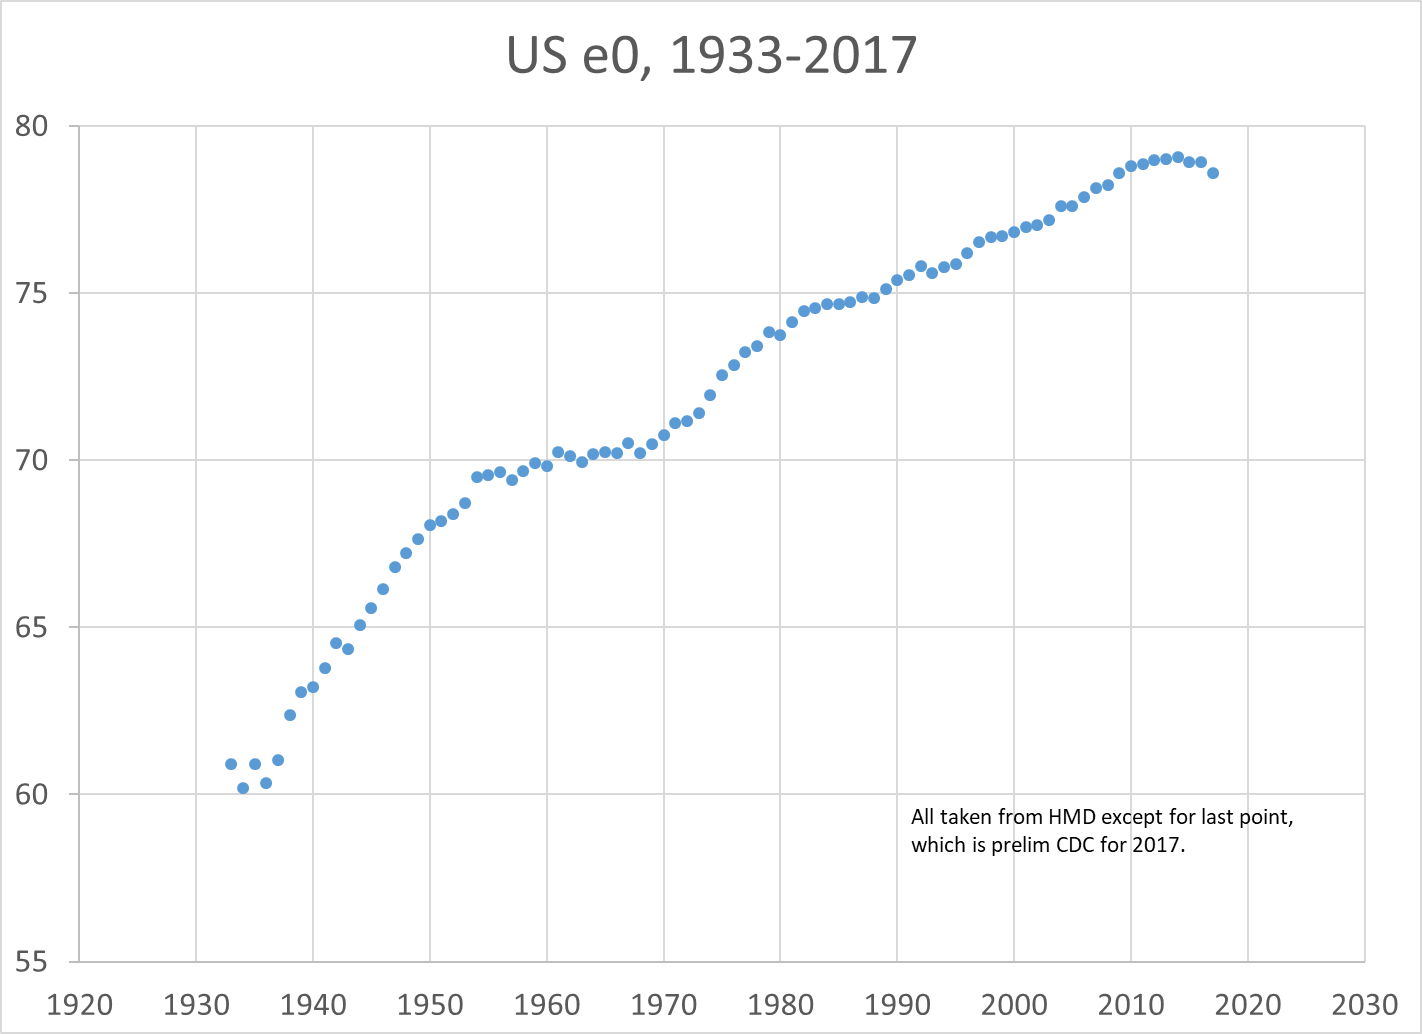 US e0, 1933-2017
80
75
70
65
60
55
All taken from HMD except for last point,
which is prelim CDC for 2017.
1920 1930 1940 1950 1960 1970 1980 1990 2000 2010 2020 2030